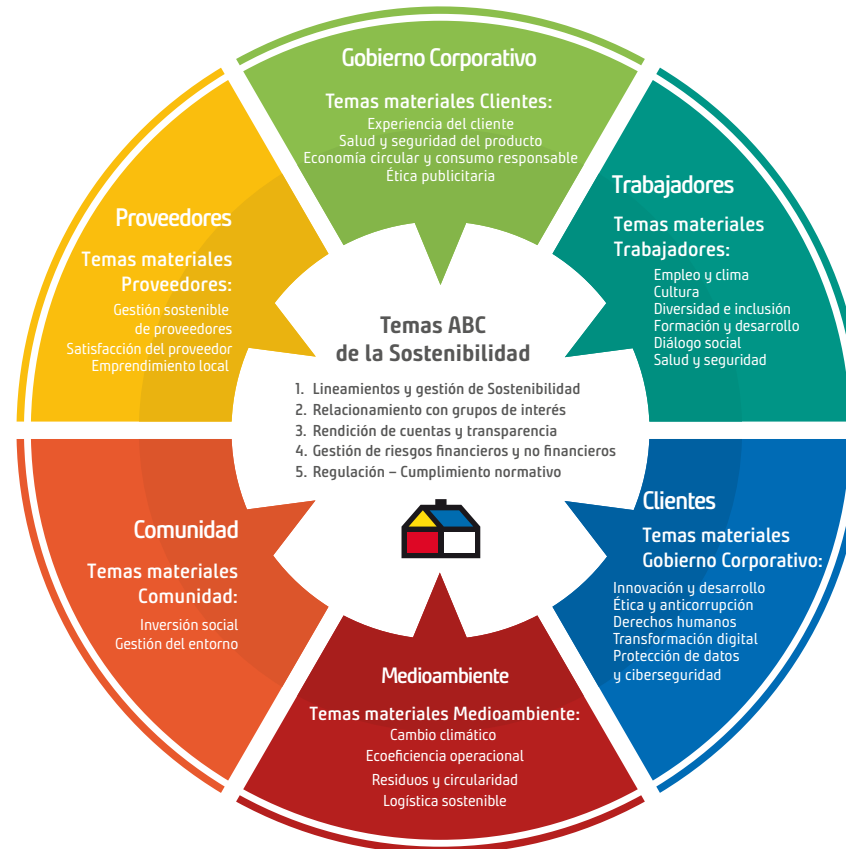 Gobierno Corporativo
Temas materiales Clientes:
Experiencia del cliente
Salud y seguridad del producto
Economía circular y consumo responsable
Ética publicitaria
Trabajadores
Temas materiales
Trabajadores:
Empleo y clima
Cultura
Diversidad e inclusión
Formación y desarrollo
Diálogo social
Salud y seguridad
Clientes
Temas materiales
Gobierno Corporativo:
Innovación y desarrollo
Ética y anticorrupción
Derechos humanos
Transformación digital
Protección de datos
y ciberseguridad
Medioambiente
Temas materiales Medioambiente:
Cambio climático
Ecoeficiencia operacional
Residuos y circularidad
Logística sostenible
Comunidad
Temas materiales
Comunidad:
Inversión social
Gestión del entorno
Proveedores
Temas materiales
Proveedores:
Gestión sostenible
de proveedores
Satisfacción del proveedor
Emprendimiento local
Temas ABC
de la Sostenibilidad
1. Lineamientos y gestión de Sostenibilidad
2. Relacionamiento con grupos de interés
3. Rendición de cuentas y transparencia
4. Gestión de riesgos financieros y no financieros
5. Regulación – Cumplimiento normativo